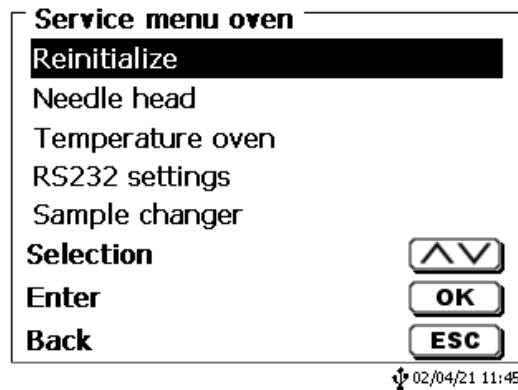 Service menu oven
Reinitialize
Needle head
Temperature oven
RS232 settings
Sample changer
Selection
Enter OK
Back ESC
02/04/21 11:45